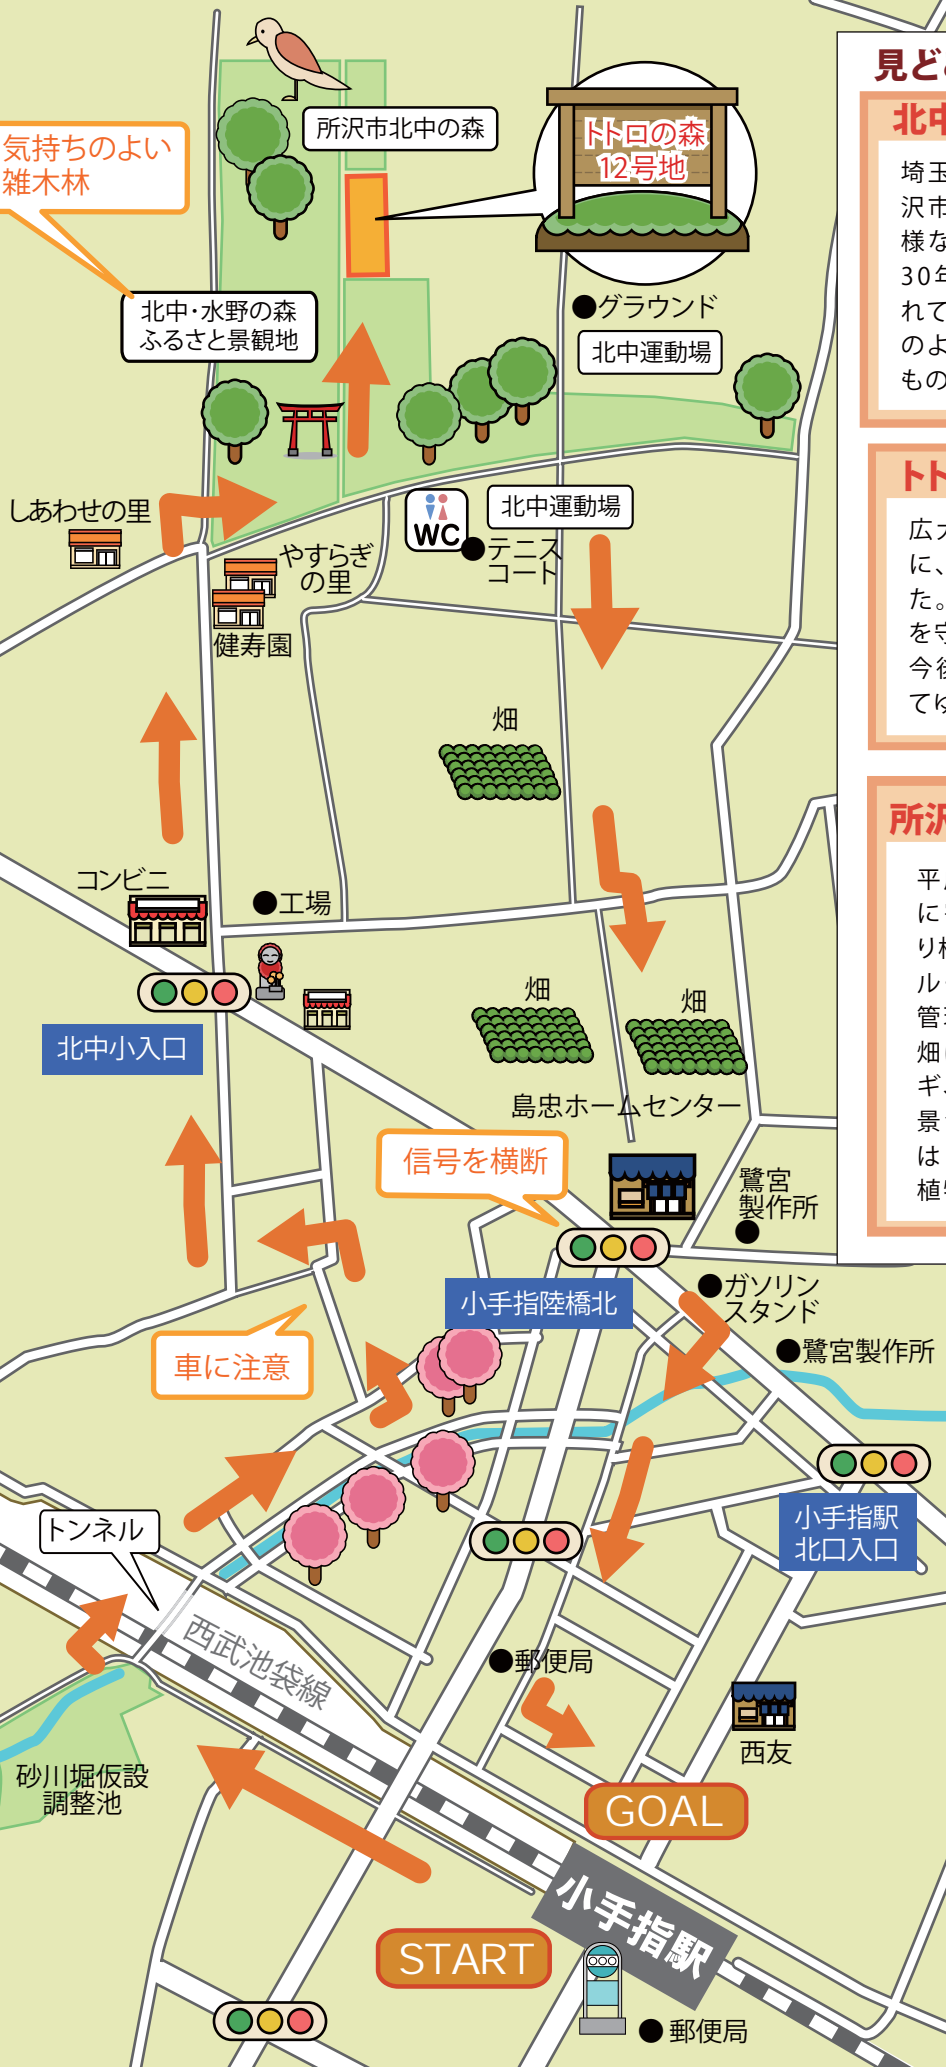 気持ちのよい
雑木林
所沢市北中の森
トトロの森
12号地
北中・水野の森
ふるさと景観地
●グラウンド
北中運動場
しあわせの里
やすらぎ
の里
健寿園
WC
北中運動場
●テニス
コート
畑
コンビニ
●工場
北中小入口
畑
畑
島忠ホームセンター
信号を横断
鷺宮
製作所
●
小手指陸橋北
●ガソリン
スタンド
●鷺宮製作所
車に注意
小手指駅
北口入口
トンネル
西武池袋線
●郵便局
西友
砂川堀仮設
調整池
GOAL
小手指駅
START
●郵便局
見ど
北中
埼玉
沢市
様な
30年
れて
のよ
もの
トト
広大
に、
た。
を守
今後
てゆ
所沢
平成
に
り
ル
管理
畑
ギ
景
は
植物